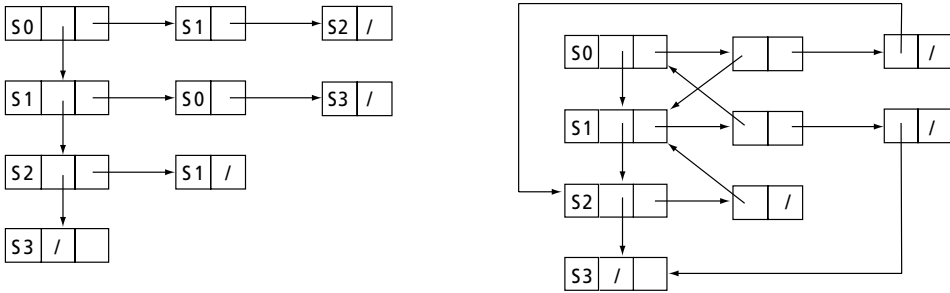 S0 S1 S2 /
S1 S0 S3 /
S2 S1 /
S3 /
S0 /
S1 /
S2 /
S3 /